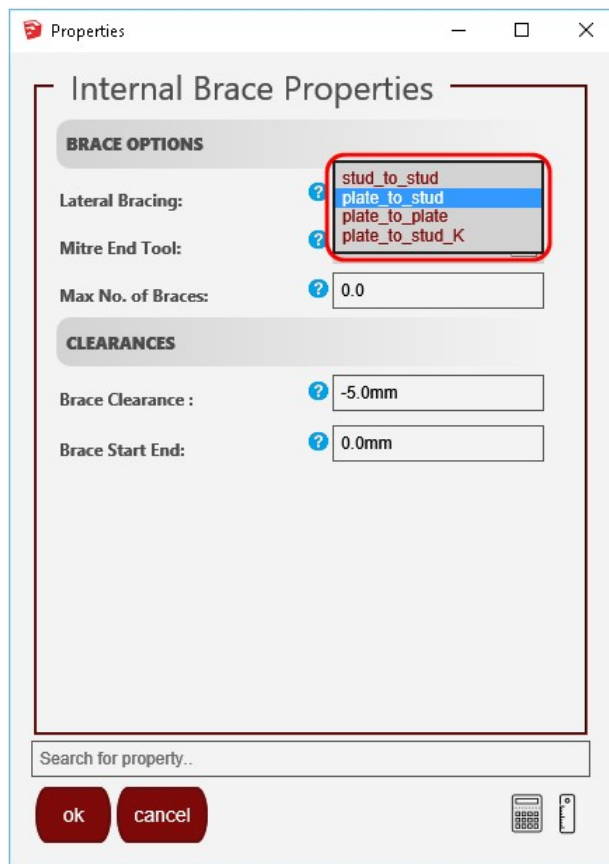 Properties
Internal Brace Properties
BRACE OPTIONS
Lateral Bracing:
stud_to_stud
plate_to_stud
plate_to_plate
plate_to_stud_K
Mitre End Tool:
Max No. of Braces:
0.0
CLEARANCES
Brace Clearance :
-5.0mm
Brace Start End:
0.0mm
Search for property..
ok
cancel